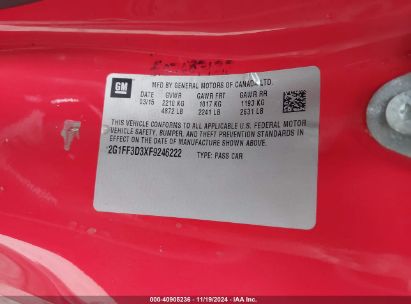 GM
MFD BY GENERAL MOTORS OF CANADA LTD.
DATE GVWR GAWR FRT GAWR RR
03/15 2210 KG 1017 KG 1193 KG
4872 LB 2241 LB 2631 LB
THIS VEHICLE CONFORMS TO ALL APPLICABLE U.S. FEDERAL MOTOR
VEHICLE SAFETY, BUMPER, AND THEFT PREVENTION STANDARDS IN
EFFECT ON THE DATE OF MANUFACTURE SHOWN ABOVE.
2G1FF3D3XF9246222 TYPE: PASS CAR
500-40906236 - 11/19/2024 - IAA Inc.